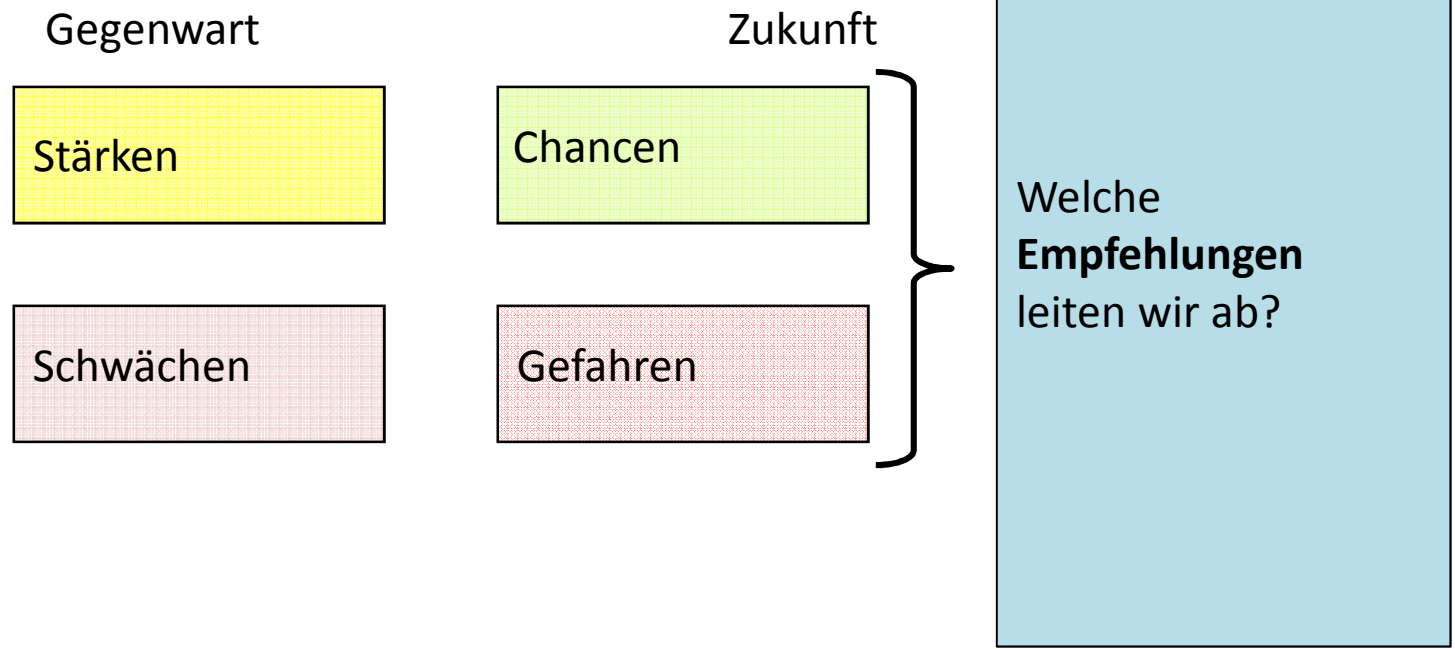 Gegenwart
Zukunft
Stärken
Chancen
Schwächen
Gefahren
Welche
Empfehlungen
leiten wir ab?